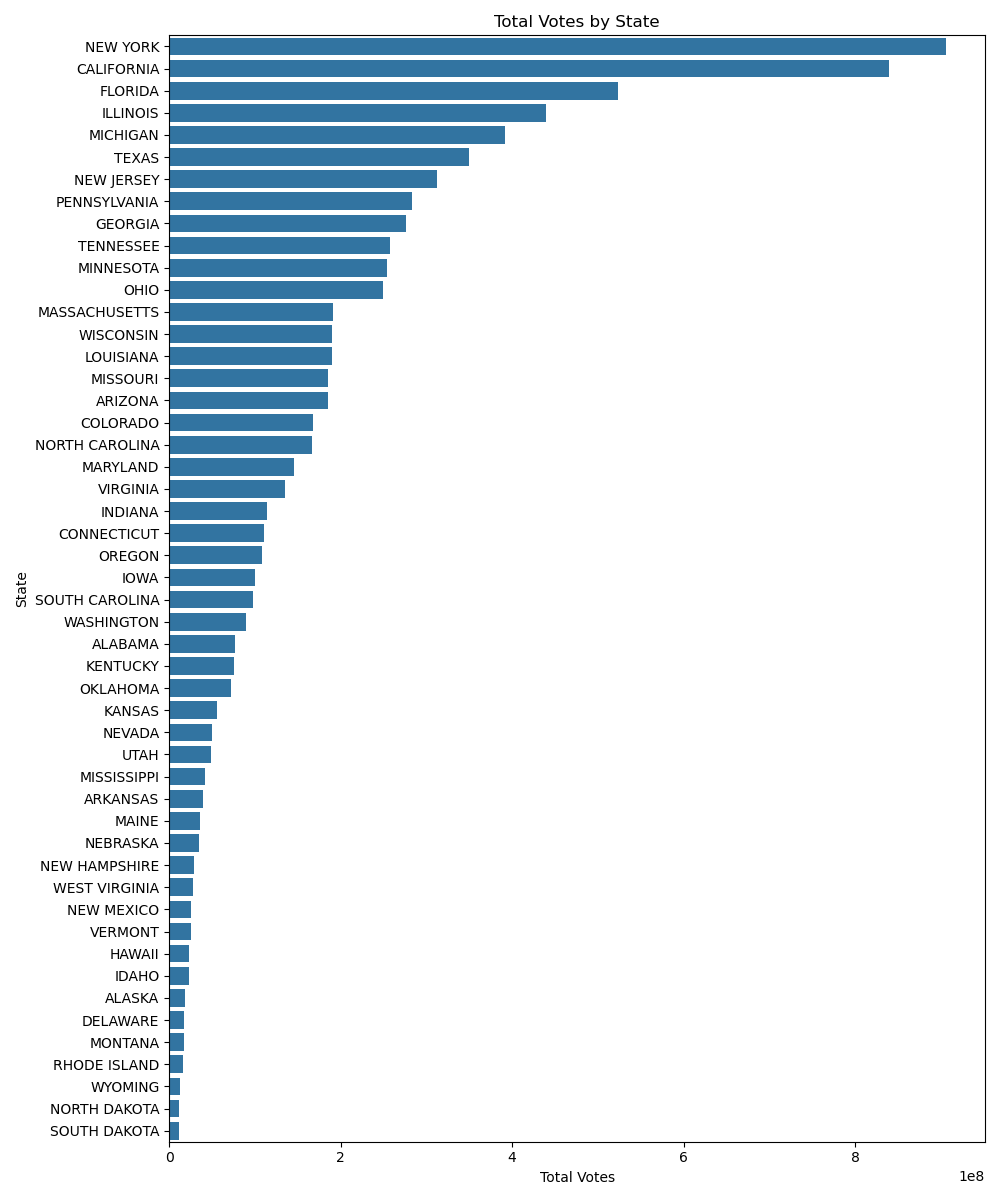 Total Votes by State
State
NEW YORK
CALIFORNIA
FLORIDA
ILLINOIS
MICHIGAN
TEXAS
NEW JERSEY
PENNSYLVANIA
GEORGIA
TENNESSEE
MINNESOTA
OHIO
MASSACHUSETTS
WISCONSIN
LOUISIANA
MISSOURI
ARIZONA
COLORADO
NORTH CAROLINA
MARYLAND
VIRGINIA
INDIANA
CONNECTICUT
OREGON
IOWA
SOUTH CAROLINA
WASHINGTON
ALABAMA
KENTUCKY
OKLAHOMA
KANSAS
NEVADA
UTAH
MISSISSIPPI
ARKANSAS
MAINE
NEBRASKA
NEW HAMPSHIRE
WEST VIRGINIA
NEW MEXICO
VERMONT
HAWAII
IDAHO
ALASKA
DELAWARE
MONTANA
RHODE ISLAND
WYOMING
NORTH DAKOTA
SOUTH DAKOTA
0 2 4 6 8
1e8
Total Votes